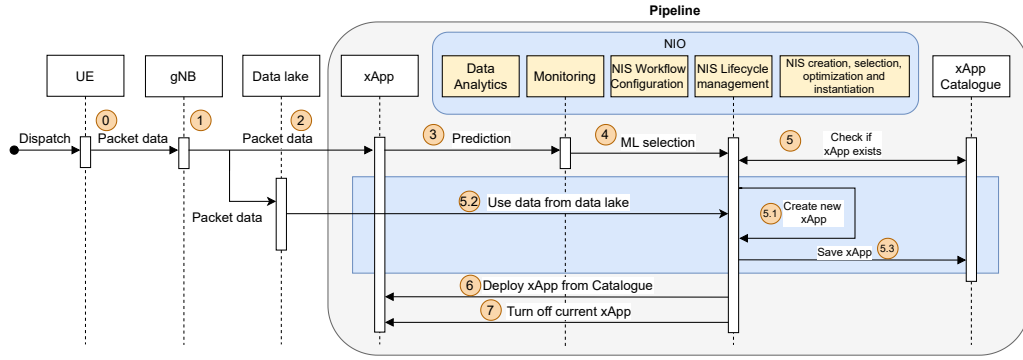 Pipeline
NIO
UE
gNB
Data lake
xApp
Data
Analytics
Monitoring
NIS Workflow
Configuration
NIS Lifecycle
management
NIS creation, selection,
optimization and
instantiation
xApp
Catalogue
0
1
2
3
4
5
Dispatch
Packet data
Packet data
Prediction
ML selection
Check if
xApp exists
Packet data
5.2
Use data from data lake
5.1
Create new
xApp
Save xApp
5.3
6
Deploy xApp from Catalogue
7
Turn off current xApp